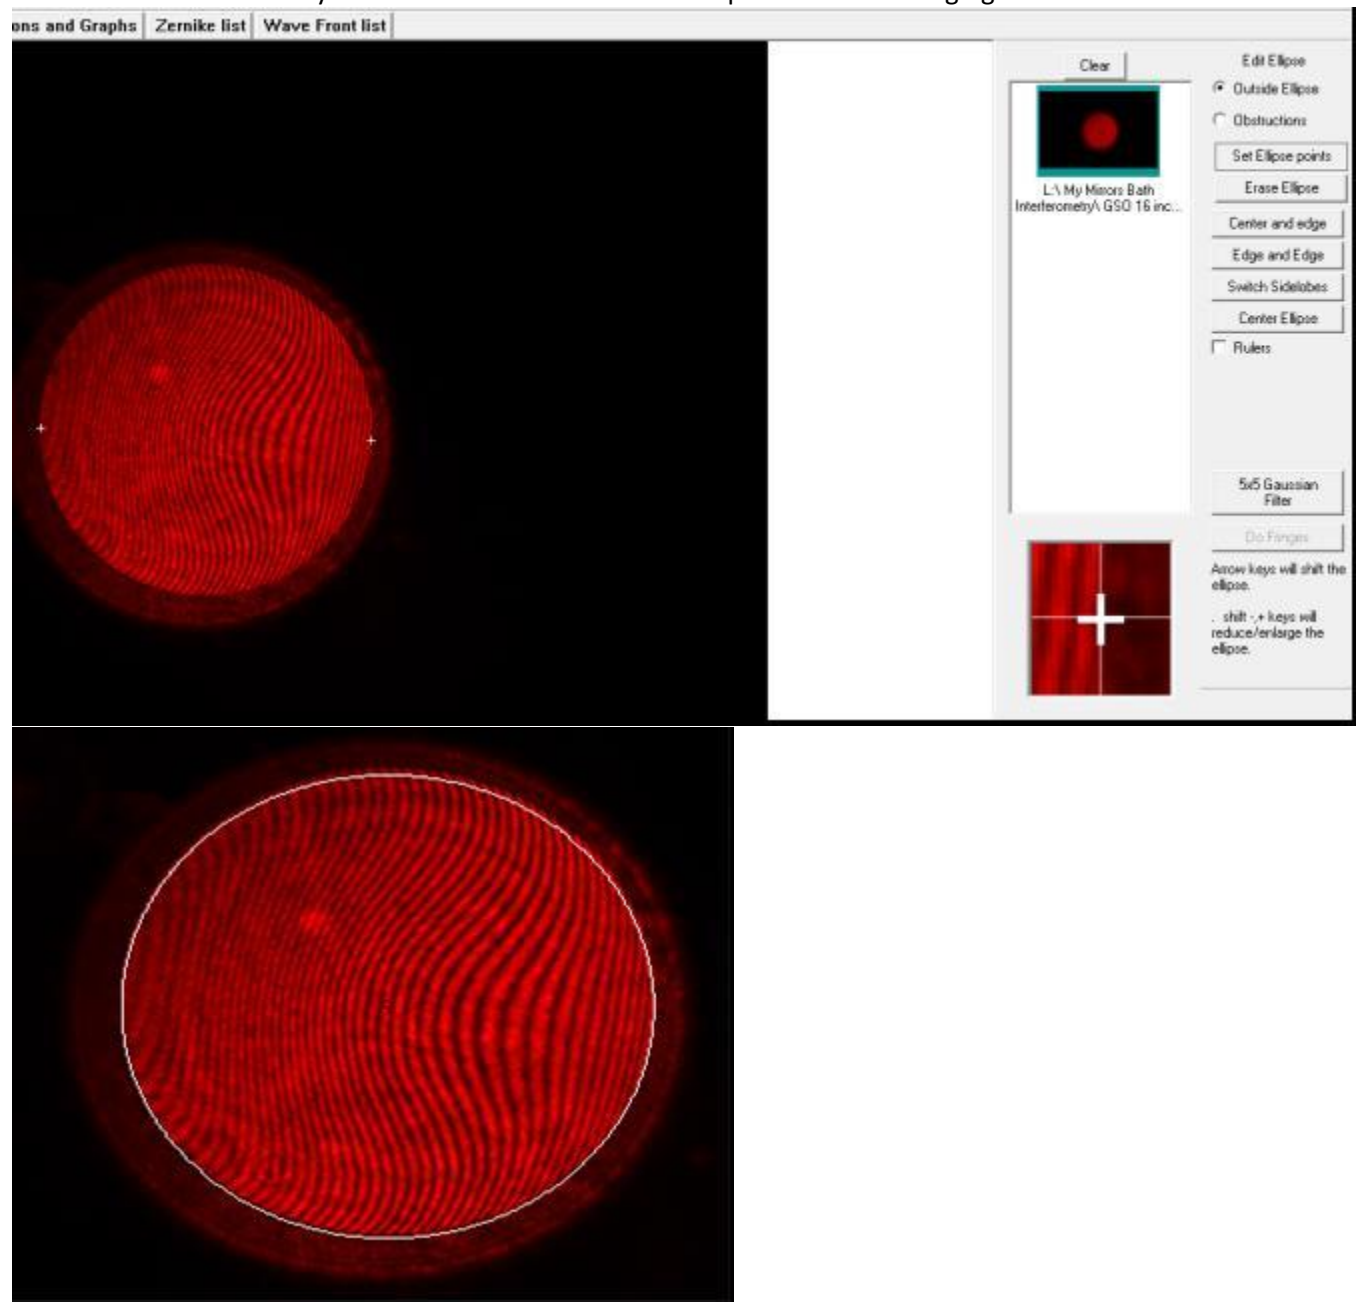 ons and Graphs Zernike list Wave Front list
Clear
L:\ My Mirrors Bath
Interferometry\ GSO 16 inc...
Edit Ellipse
Outside Ellipse
Obstructions
Set Ellipse points
Erase Ellipse
Center and edge
Edge and Edge
Switch Sidelobes
Center Ellipse
Rulers
5x5 Gaussian
Filter
Do Fringes
Arrow keys will shift the
ellipse.
. shift -,+ keys will
reduce/enlarge the
ellipse.